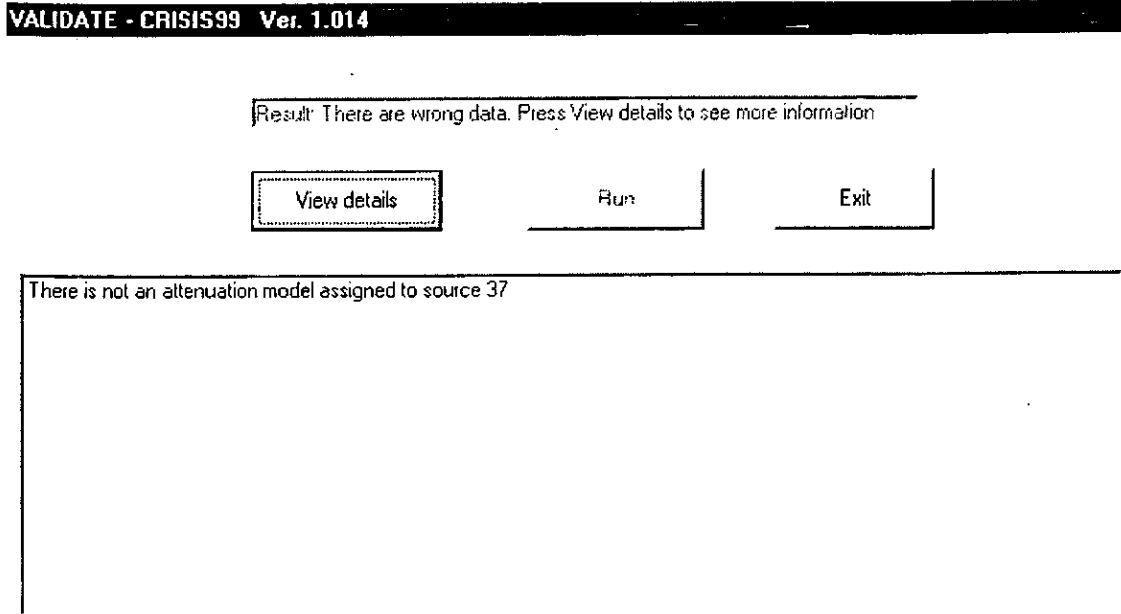 VALIDATE - CRISIS99 Ver. 1.014
Result: There are wrong data. Press View details to see more information
View details
Run
Exit
There is not an attenuation model assigned to source 37